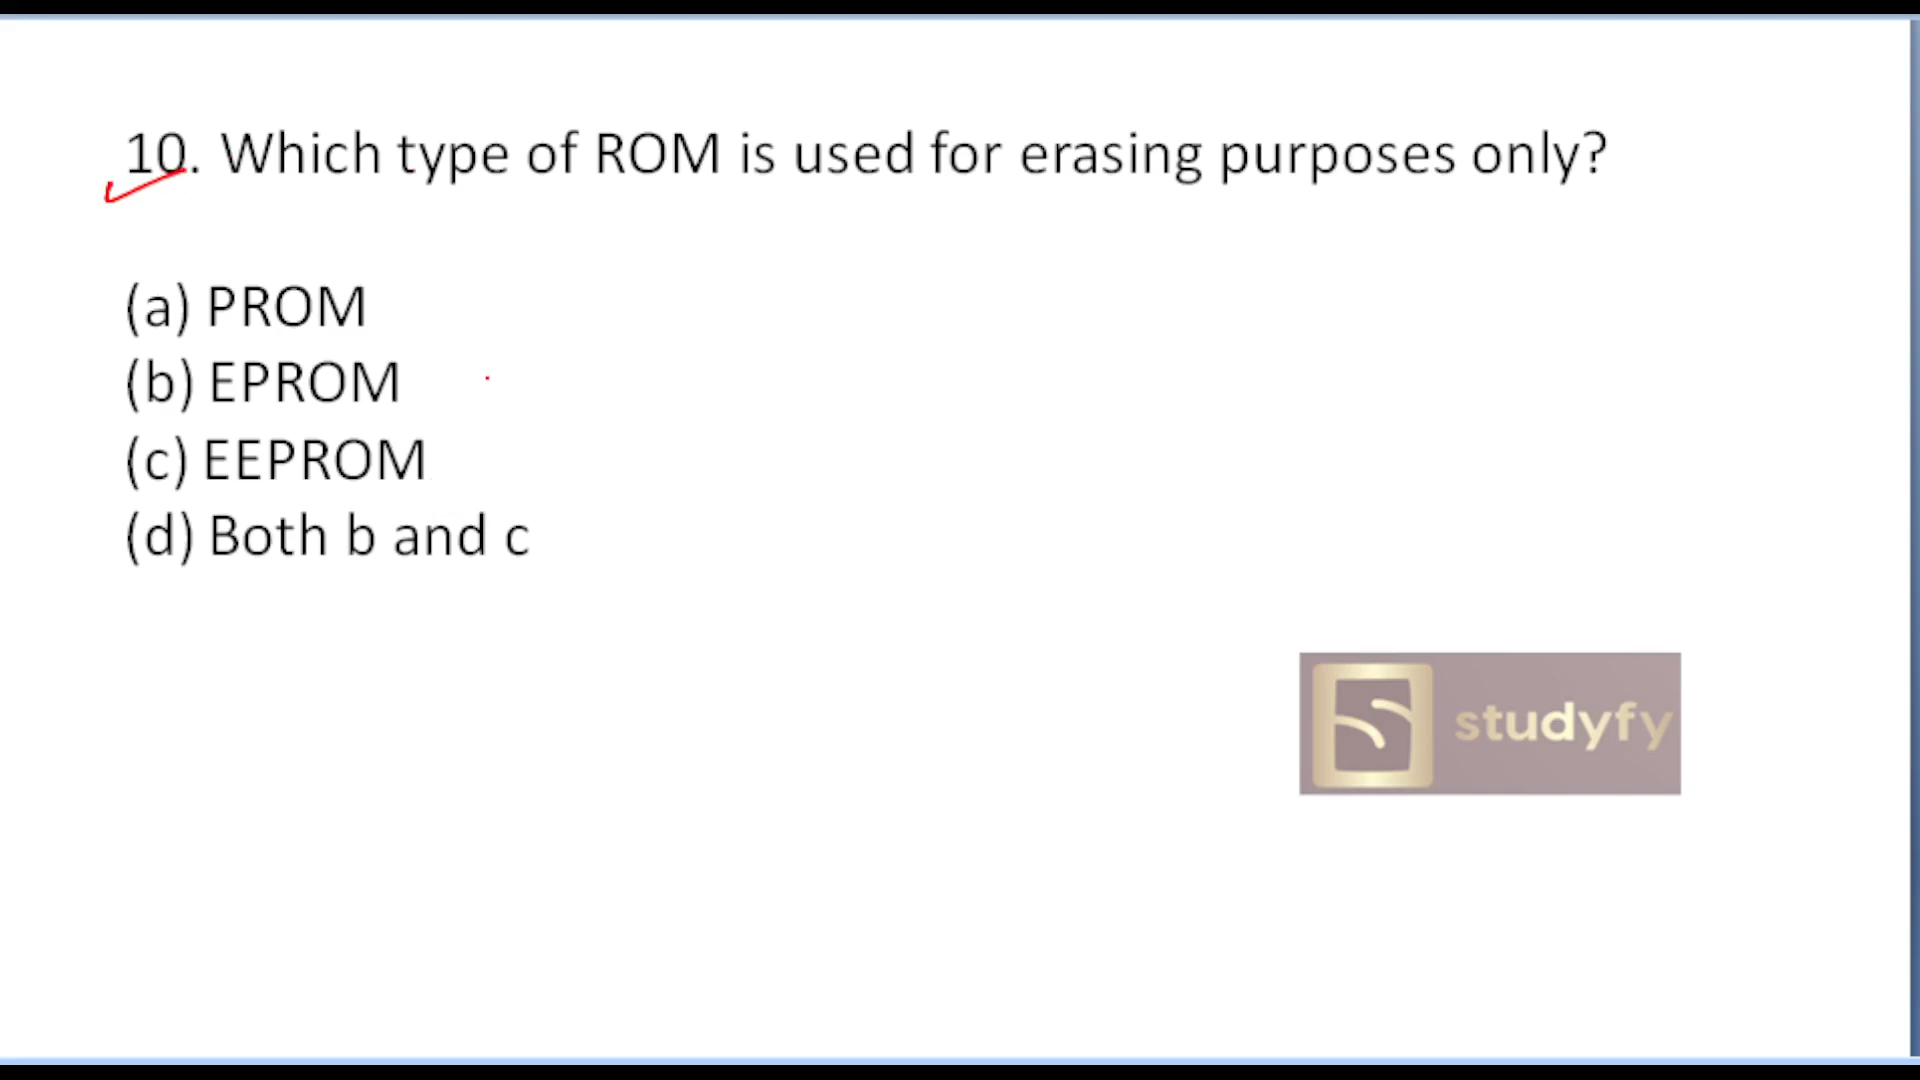 10. Which type of ROM is used for erasing purposes only?
(a) PROM
(b) EPROM
(c) EEPROM
(d) Both b and c
studyfy